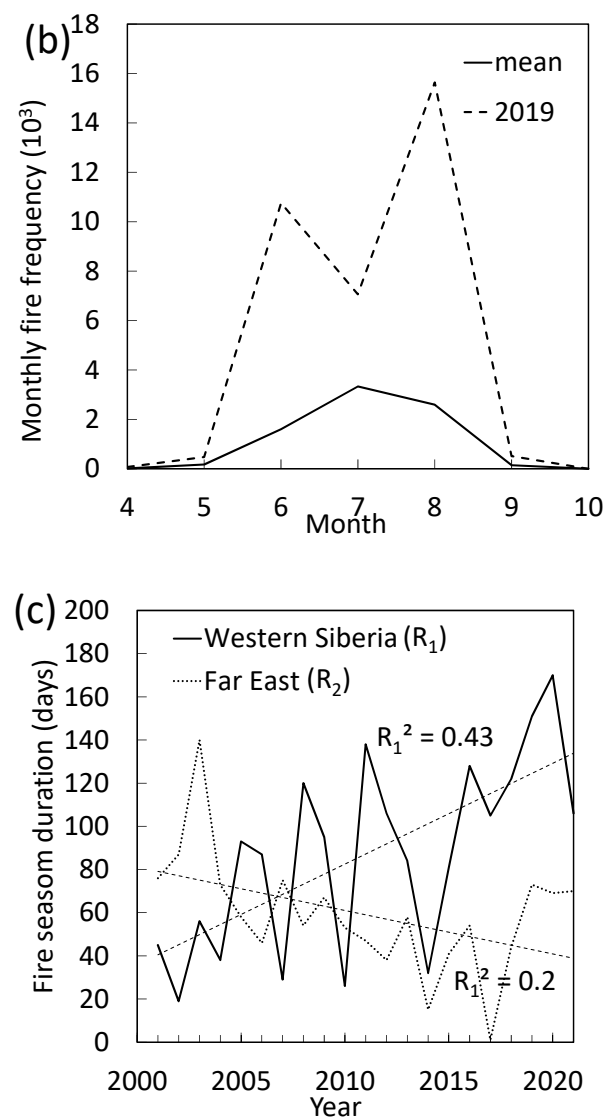 (b)
18
16
14
12
10
8
6
4
2
0
Monthly fire frequency (10³)
mean
2019
4 5 6 7 8 9 10
Month
(c)
200
180
160
140
120
100
80
60
40
20
0
Fire seasom duration (days)
Western Siberia (R₁)
Far East (R₂)
R₁² = 0.43
R₁² = 0.2
2000 2005 2010 2015 2020
Year